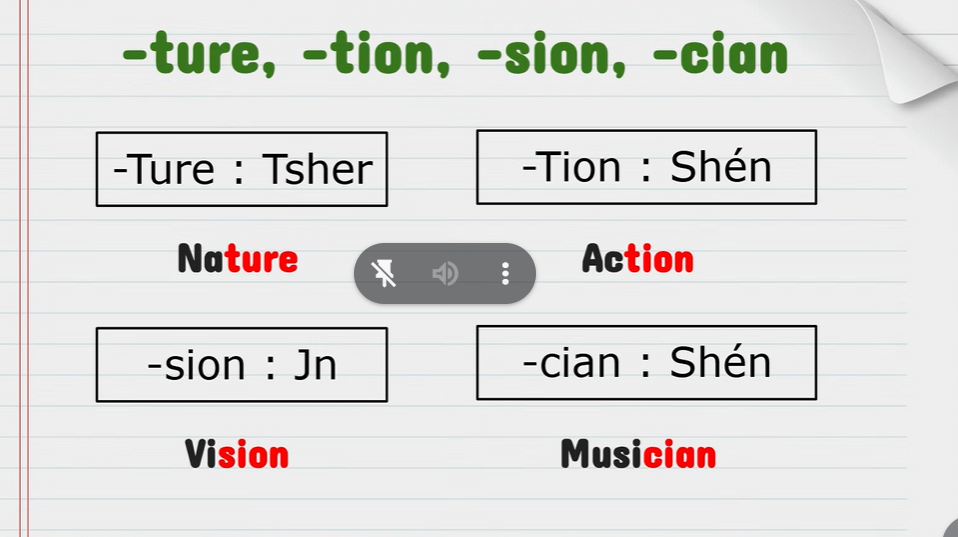 -ture, -tion, -sion, -cian
-Ture : Tsher
-Tion : Shén
Nature
Action
-sion : Jn
-cian : Shén
Vision
Musician